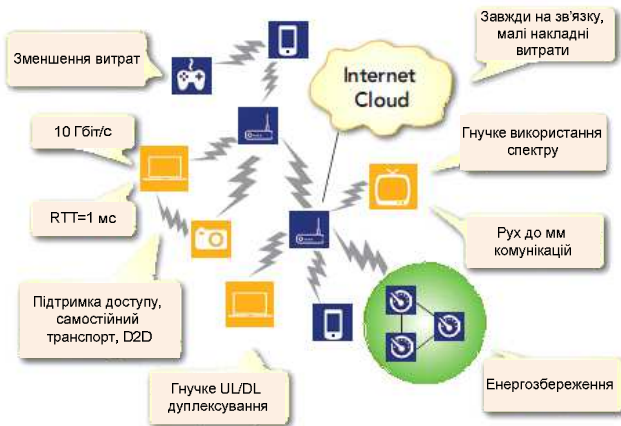 Зменшення витрат
Internet
Cloud
Завжди на зв'язку,
малі накладні
витрати
10 Гбіт/с
Гнучке використання
спектру
RTT=1 мс
Рух до мм
комунікацій
Підтримка доступу,
самостійний
транспорт, D2D
Гнучке UL/DL
дуплексування
Енергозбереження